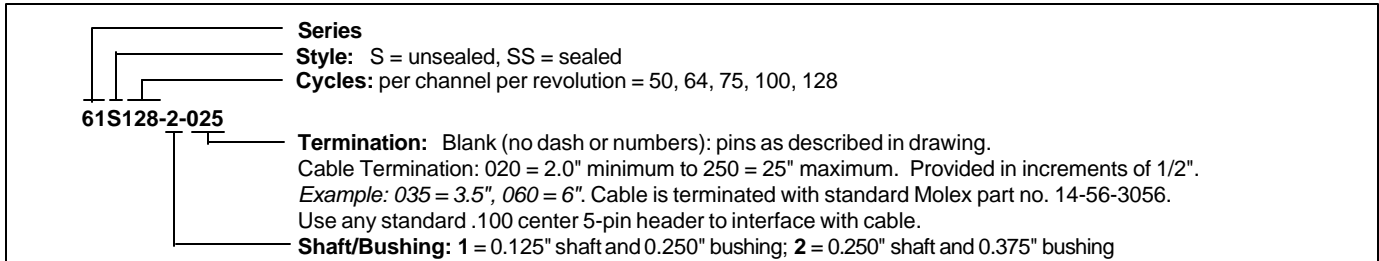 Series
Style: S = unsealed, SS = sealed
Cycles: per channel per revolution = 50, 64, 75, 100, 128
61S128-2-025
Termination: Blank (no dash or numbers): pins as described in drawing.
Cable Termination: 020 = 2.0" minimum to 250 = 25" maximum. Provided in increments of 1/2".
Example: 035 = 3.5", 060 = 6". Cable is terminated with standard Molex part no. 14-56-3056.
Use any standard .100 center 5-pin header to interface with cable.
Shaft/Bushing: 1 = 0.125" shaft and 0.250" bushing; 2 = 0.250" shaft and 0.375" bushing